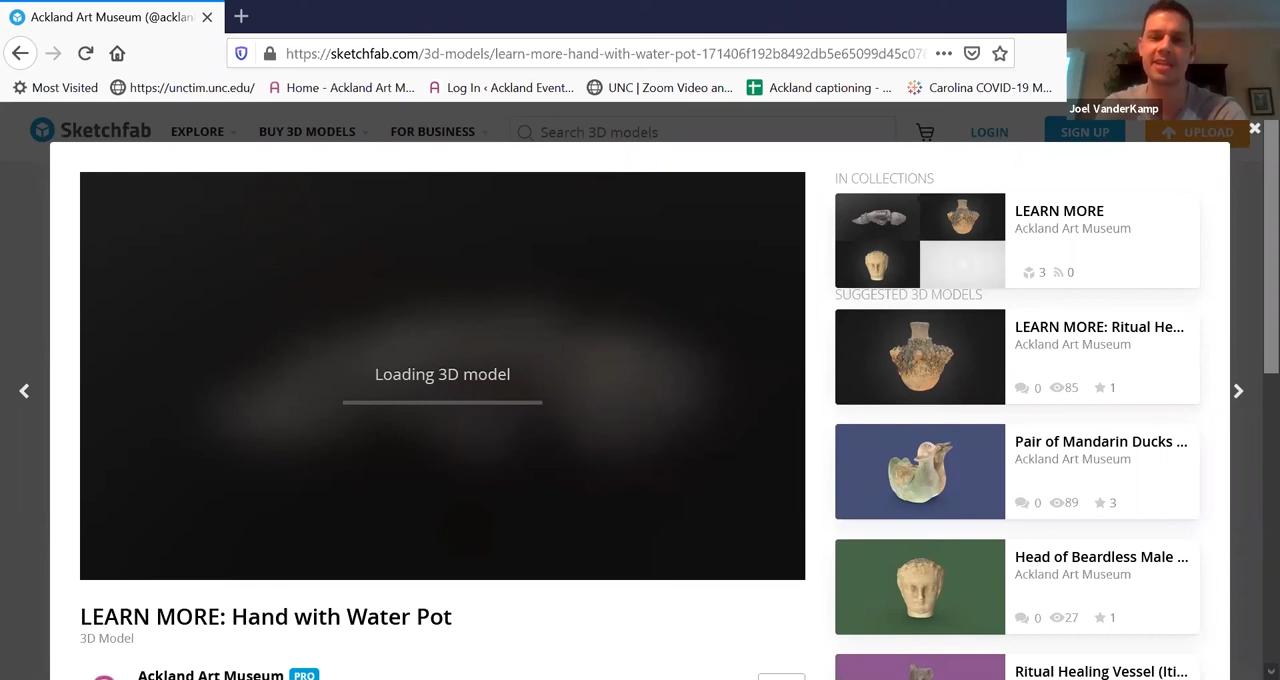 Ackland Art Museum (@acklan
https://sketchfab.com/3d-models/learn-more-hand-with-water-pot-171406f192b8492db5e65099d45c07
Most Visited https://unctim.unc.edu/ Home - Ackland Art M... Log In ‹ Ackland Event... UNC | Zoom Video an... Ackland captioning - ... Carolina COVID-19 M...
Joel VanderKamp
Sketchfab EXPLORE BUY 3D MODELS FOR BUSINESS Search 3D models LOGIN SIGN UP UPLOAD
IN COLLECTIONS
LEARN MORE
Ackland Art Museum
3 0
SUGGESTED 3D MODELS
LEARN MORE: Ritual He...
Ackland Art Museum
0 85 1
Pair of Mandarin Ducks ...
Ackland Art Museum
0 89 3
Head of Beardless Male ...
Ackland Art Museum
0 27 1
Ritual Healing Vessel (Iti...
Loading 3D model
LEARN MORE: Hand with Water Pot
3D Model
Ackland Art Museum PRO